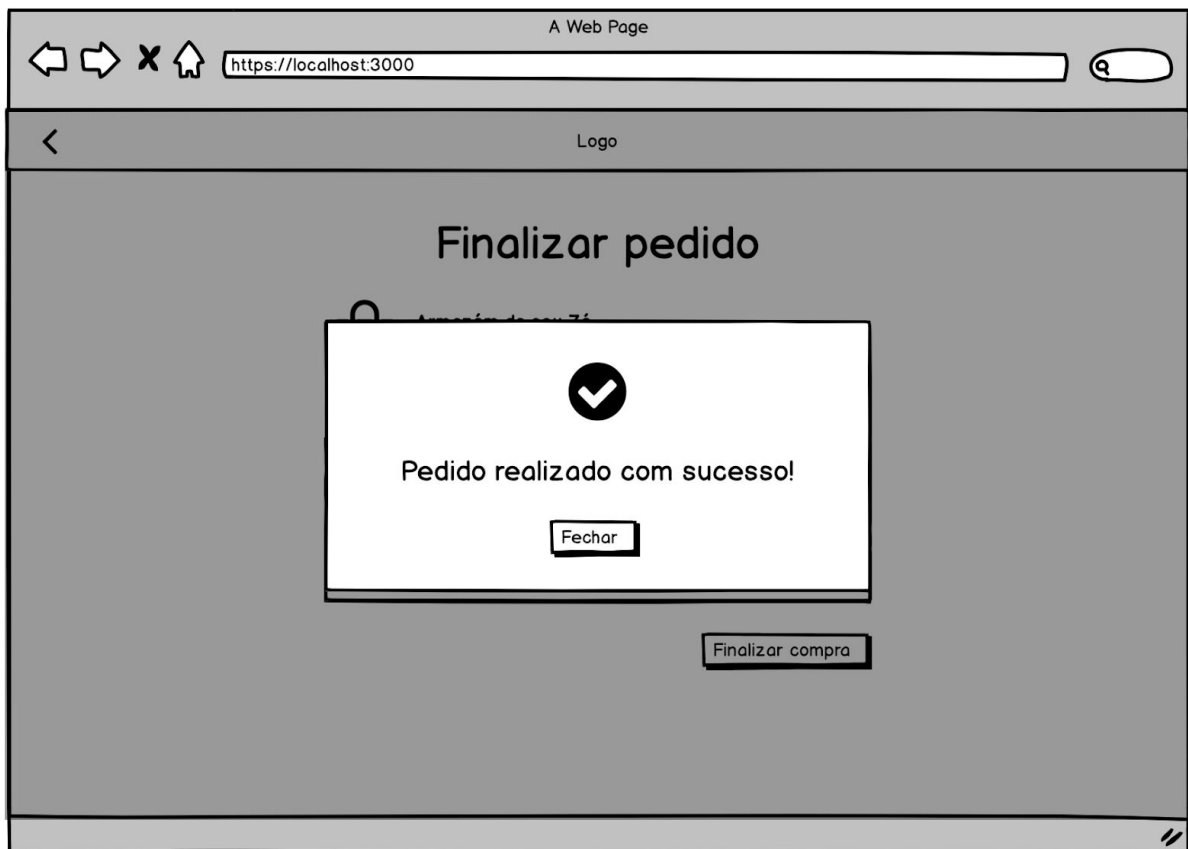 A Web Page
https://localhost:3000
Logo
Finalizar pedido
Pedido realizado com sucesso!
Fechar
Finalizar compra